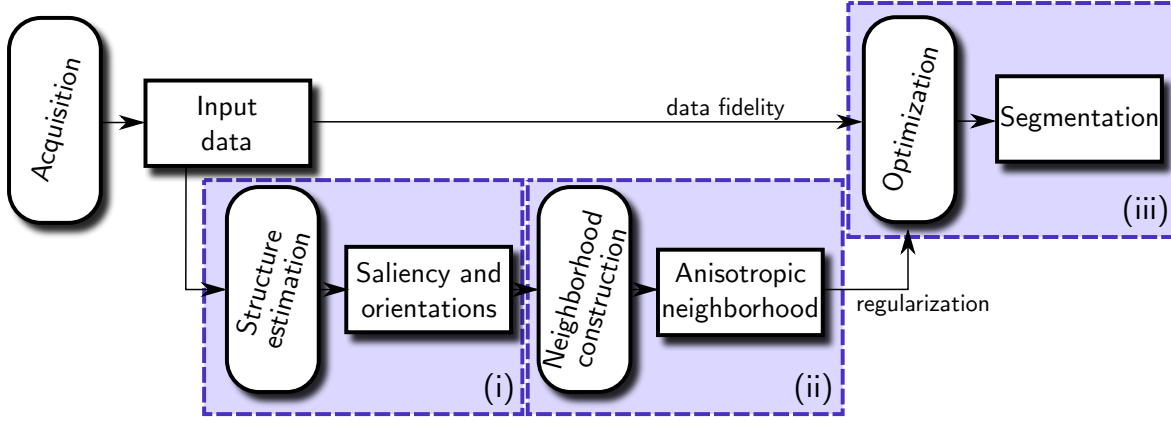 Acquisition
Input
data
data fidelity
Optimization
Segmentation
(iii)
Structure
estimation
Saliency and
orientations
(i)
Neighborhood
construction
Anisotropic
neighborhood
(ii)
regularization